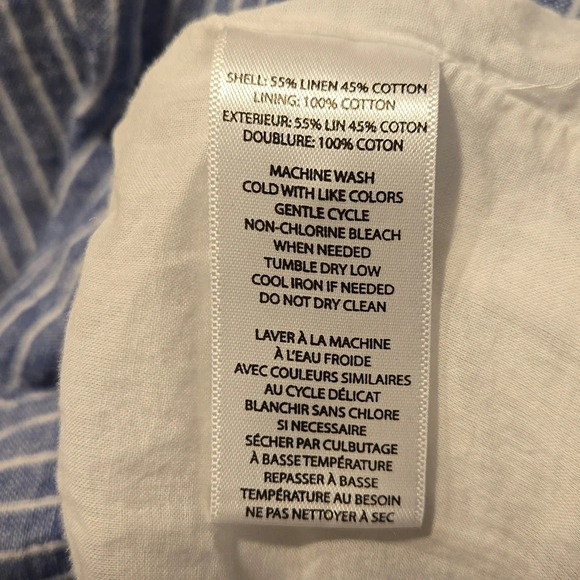 SHELL: 55% LINEN 45% COTTON
LINING: 100% COTTON
EXTERIEUR: 55% LIN 45% COTON
DOUBLURE: 100% COTON
MACHINE WASH
COLD WITH LIKE COLORS
GENTLE CYCLE
NON-CHLORINE BLEACH
WHEN NEEDED
TUMBLE DRY LOW
COOL IRON IF NEEDED
DO NOT DRY CLEAN
LAVER À LA MACHINE
À L'EAU FROIDE
AVEC COULEURS SIMILAIRES
AU CYCLE DÉLICAT
BLANCHIR SANS CHLORE
SI NECESSAIRE
SÉCHER PAR CULBUTAGE
À BASSE TEMPÉRATURE
REPASSER À BASSE
TEMPÉRATURE AU BESOIN
NE PAS NETTOYER À SEC